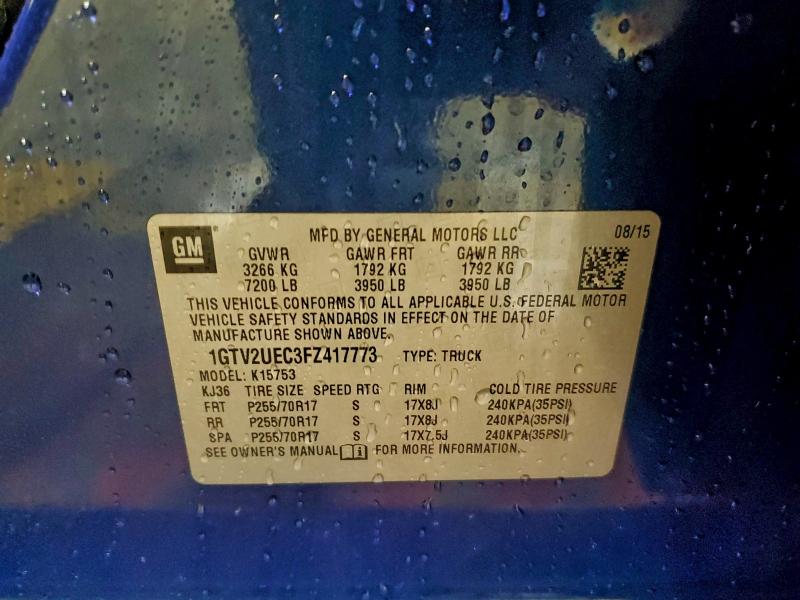 GM
MFD BY GENERAL MOTORS LLC 08/15
GVWR GAWR FRT GAWR RR
3266 KG 1792 KG 1792 KG
7200 LB 3950 LB 3950 LB
THIS VEHICLE CONFORMS TO ALL APPLICABLE U.S. FEDERAL MOTOR
VEHICLE SAFETY STANDARDS IN EFFECT ON THE DATE OF
MANUFACTURE SHOWN ABOVE.
1GTV2UEC3FZ417773 TYPE: TRUCK
MODEL: K15753
KJ36 TIRE SIZE SPEED RTG RIM COLD TIRE PRESSURE
FRT P255/70R17 S 17X8J 240KPA(35PSI)
RR P255/70R17 S 17X8J 240KPA(35PSI)
SPA P255/70R17 S 17X7.5J 240KPA(35PSI)
SEE OWNER'S MANUAL i FOR MORE INFORMATION.